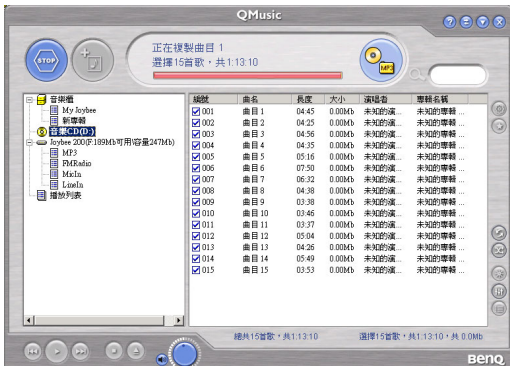 QMusic
STOP
正在複製曲目 1
選擇15首歌，共1:13:10
MP3
音樂櫃
My Joybee
新專輯
音樂CD(D:)
Joybee 200(F:189Mb可用\容量247Mb)
MP3
FMRadio
MicIn
LineIn
播放列表
編號 曲名 長度 大小 演唱者 專輯名稱
001 曲目 1 04:45 0.00Mb 未知的演... 未知的專輯 ...
002 曲目 2 04:25 0.00Mb 未知的演... 未知的專輯 ...
003 曲目 3 04:56 0.00Mb 未知的演... 未知的專輯 ...
004 曲目 4 04:35 0.00Mb 未知的演... 未知的專輯 ...
005 曲目 5 05:16 0.00Mb 未知的演... 未知的專輯 ...
006 曲目 6 07:50 0.00Mb 未知的演... 未知的專輯 ...
007 曲目 7 06:32 0.00Mb 未知的演... 未知的專輯 ...
008 曲目 8 04:38 0.00Mb 未知的演... 未知的專輯 ...
009 曲目 9 03:38 0.00Mb 未知的演... 未知的專輯 ...
010 曲目 10 03:46 0.00Mb 未知的演... 未知的專輯 ...
011 曲目 11 03:37 0.00Mb 未知的演... 未知的專輯 ...
012 曲目 12 05:04 0.00Mb 未知的演... 未知的專輯 ...
013 曲目 13 04:26 0.00Mb 未知的演... 未知的專輯 ...
014 曲目 14 05:49 0.00Mb 未知的演... 未知的專輯 ...
015 曲目 15 03:53 0.00Mb 未知的演... 未知的專輯 ...
總共15首歌，共1:13:10 選擇15首歌，共1:13:10，共 0.0Mb
BenQ